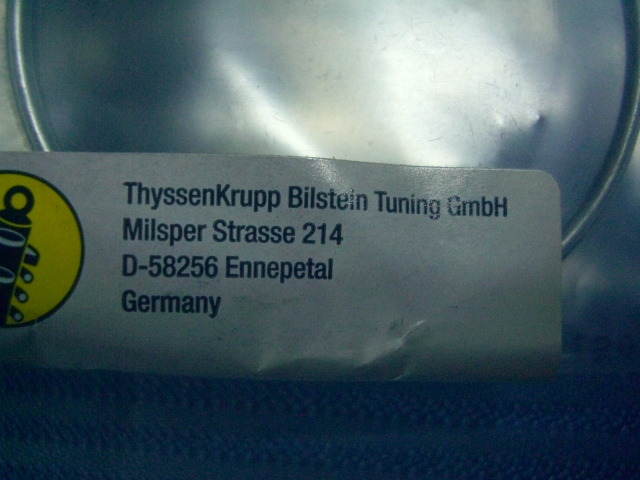 ThyssenKrupp Bilstein Tuning GmbH
Milsper Strasse 214
D-58256 Ennepetal
Germany